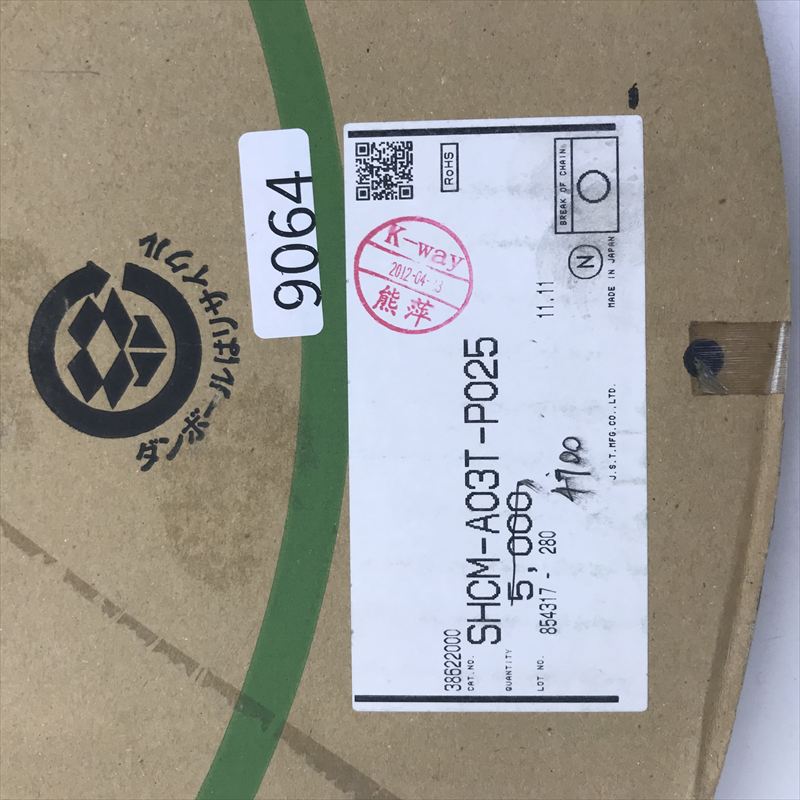 ダンボールはリサイクル
9064
RoHS
BREAK OF CHAIN
N
MADE IN JAPAN
K-way
熊萍
38622000
CAT.NO. SHCM-A03T-P025
11.11
QUANTITY 5,000
4700
LOT NO. 854317- 280
J.S.T.MFG.CO.,LTD.